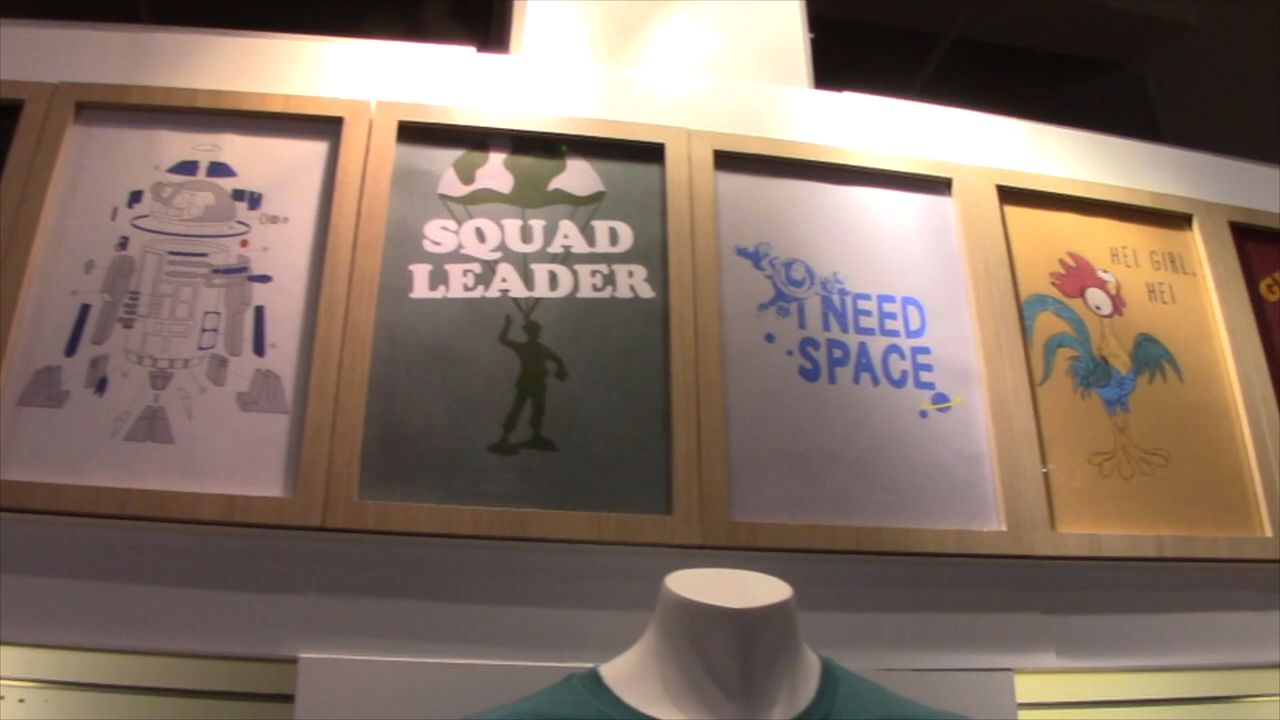 SQUAD
LEADER
I NEED
SPACE
HEI GIRL,
HEI